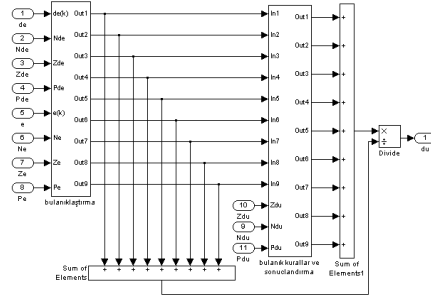 1
de
de(k)
Out1
2
Nde
Nde
Out2
3
Zde
Zde
Out3
4
Pde
Pde
Out4
Out5
5
e
e(k)
Out6
6
Ne
Ne
Out7
7
Ze
Ze
Out8
8
Pe
Pe
Out9
bulanıklaştırma
In1
In2
In3
In4
In5
In6
In7
In8
In9
10
Zdu
Zdu
9
Ndu
Ndu
11
Pdu
Pdu
Out1
Out2
Out3
Out4
Out5
Out6
Out7
Out8
Out9
bulanık kurallar ve
sonuclandırma
+
+
+
+
+
+
+
+
+
Sum of
Elements1
×
÷
Divide
1
du
Sum of
Elements
+ + + + + + + + +